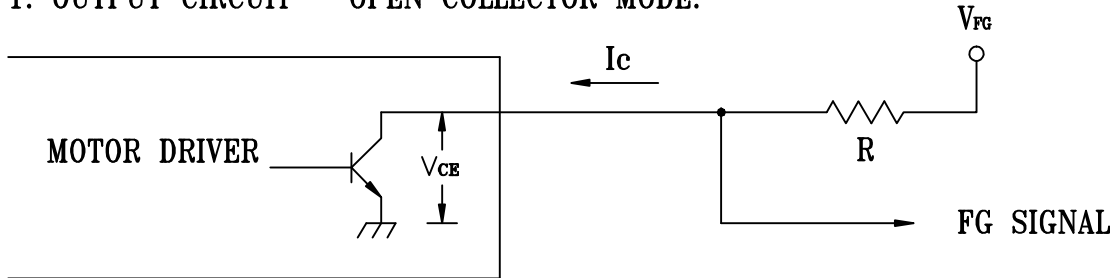 1. OUTPUT CIRCUIT - OPEN COLLECTOR MODE.
VFG
Ic
MOTOR DRIVER
VCE
R
FG SIGNAL